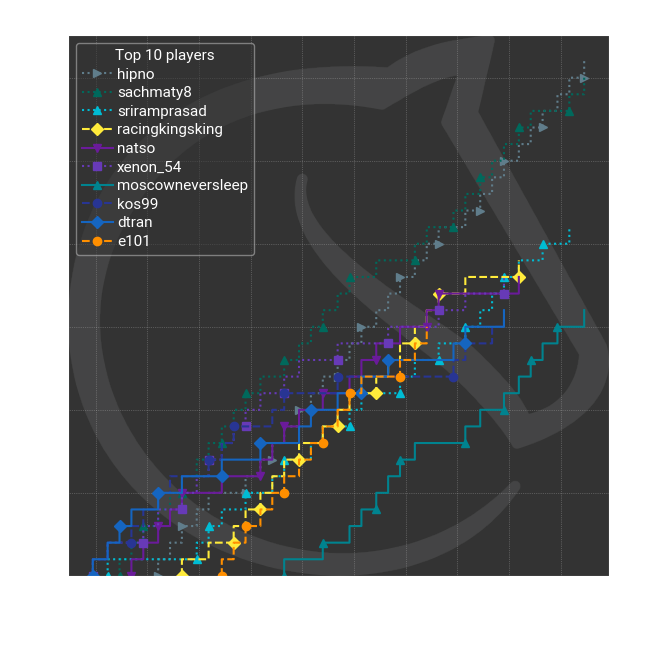 Top 10 players
hipno
sachmaty8
sriramprasad
racingkingsking
natso
xenon_54
moscowneversleep
kos99
dtran
e101